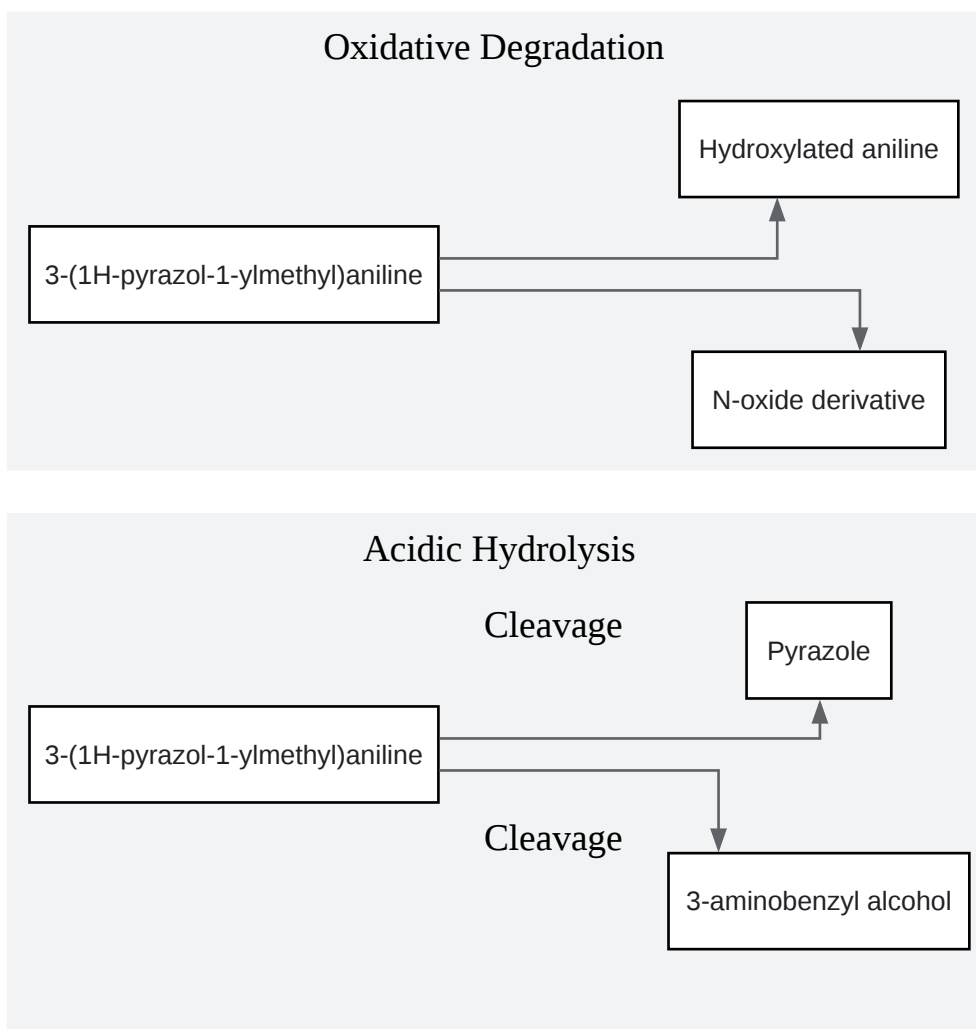 Oxidative Degradation
Hydroxylated aniline
3-(1H-pyrazol-1-ylmethyl)aniline
N-oxide derivative
Acidic Hydrolysis
Cleavage
Pyrazole
3-(1H-pyrazol-1-ylmethyl)aniline
Cleavage
3-aminobenzyl alcohol